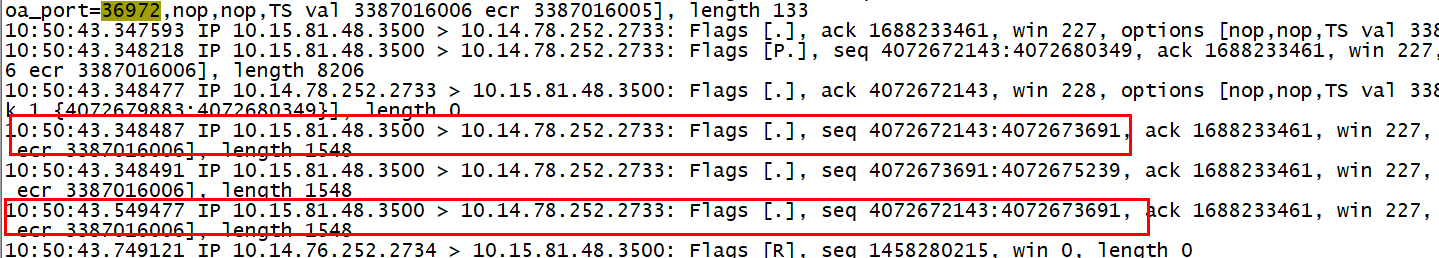 oa_port=36972,nop,nop,TS val 3387016006 ecr 3387016005], length 133
10:50:43.347593 IP 10.15.81.48.3500 > 10.14.78.252.2733: Flags [.], ack 1688233461, win 227, options [nop,nop,TS val 338
10:50:43.348218 IP 10.15.81.48.3500 > 10.14.78.252.2733: Flags [P.], seq 4072672143:4072680349, ack 1688233461, win 227,
6 ecr 3387016006], length 8206
10:50:43.348477 IP 10.14.78.252.2733 > 10.15.81.48.3500: Flags [.], ack 4072672143, win 228, options [nop,nop,TS val 338
k 1 {4072679883:4072680349}], length 0
10:50:43.348487 IP 10.15.81.48.3500 > 10.14.78.252.2733: Flags [.], seq 4072672143:4072673691, ack 1688233461, win 227,
ecr 3387016006], length 1548
10:50:43.348491 IP 10.15.81.48.3500 > 10.14.78.252.2733: Flags [.], seq 4072673691:4072675239, ack 1688233461, win 227,
ecr 3387016006], length 1548
10:50:43.549477 IP 10.15.81.48.3500 > 10.14.78.252.2733: Flags [.], seq 4072672143:4072673691, ack 1688233461, win 227,
ecr 3387016006], length 1548
10:50:43.749121 IP 10.14.76.252.2734 > 10.15.81.48.3500: Flags [R], seq 1458280215, win 0, length 0